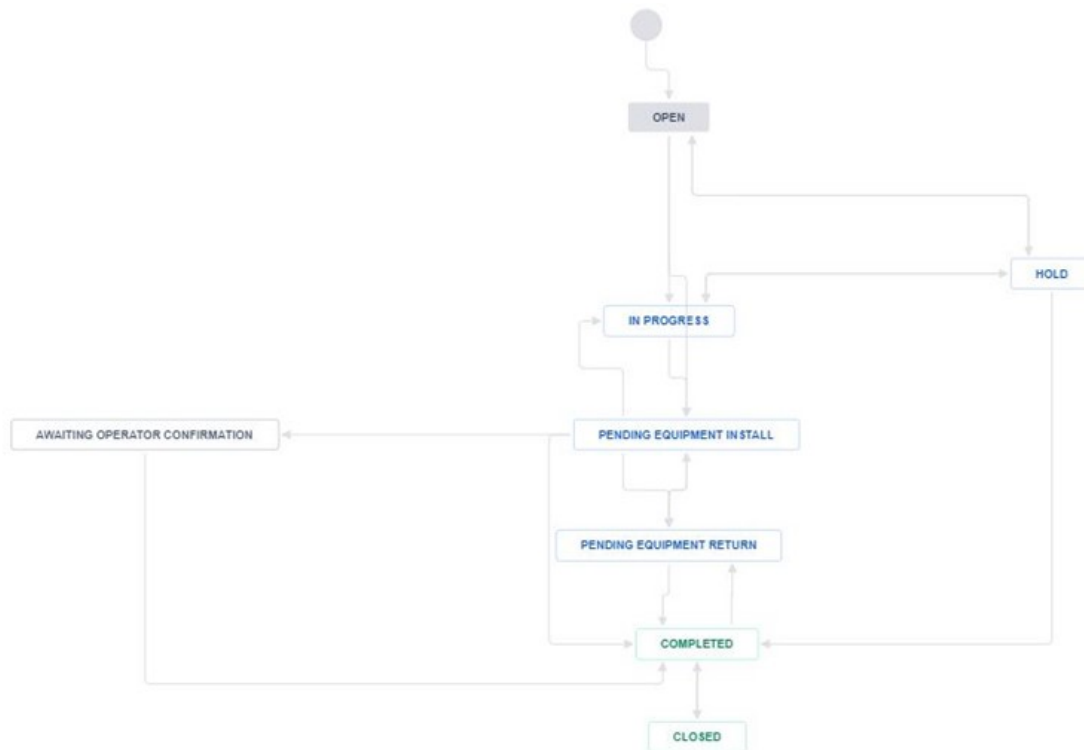 OPEN
HOLD
IN PROGRESS
AWAITING OPERATOR CONFIRMATION
PENDING EQUIPMENT INSTALL
PENDING EQUIPMENT RETURN
COMPLETED
CLOSED